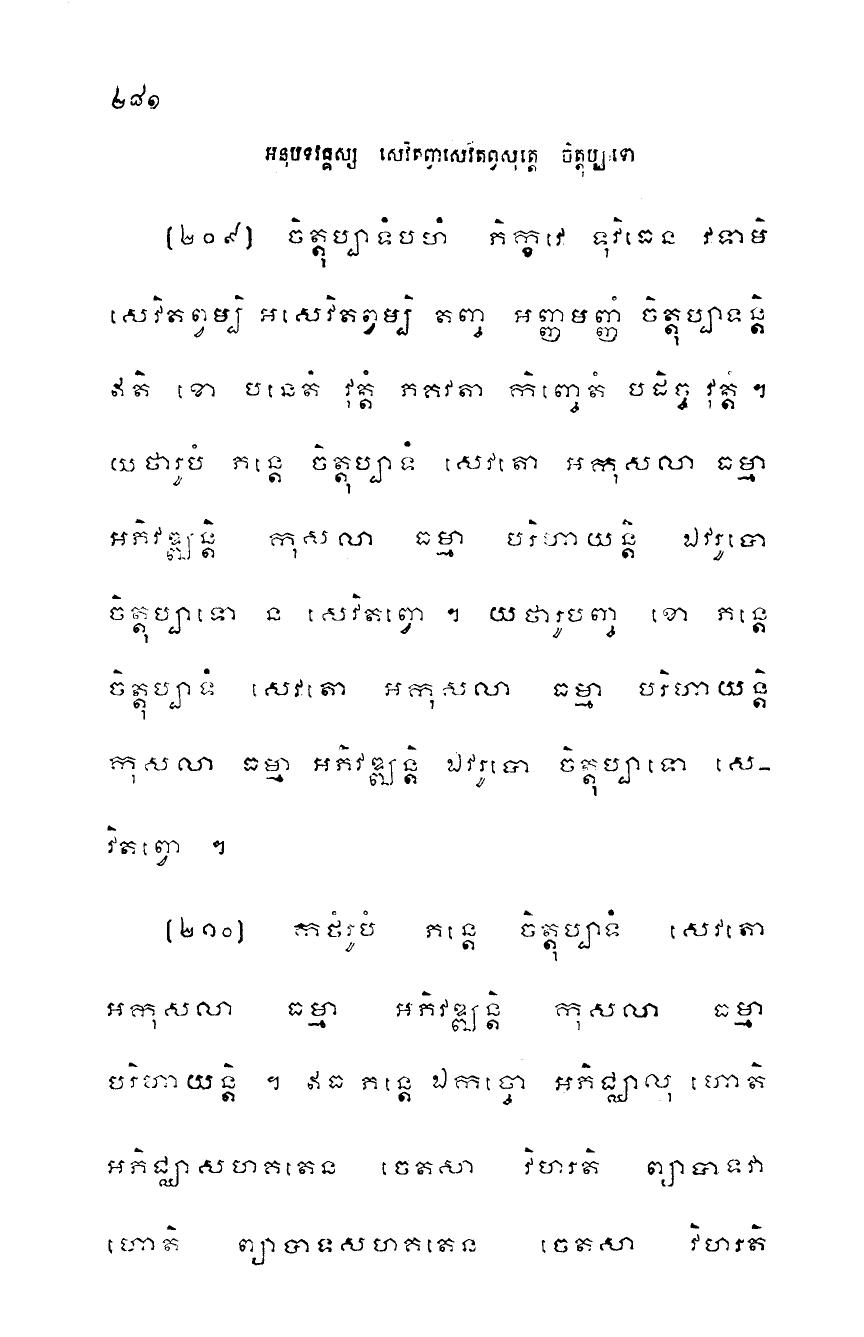 ២៨១
អនុបទវគ្គស្ស សេវិតព្វាសេវិតព្វសុត្តេ ចិត្តុប្បាទោ
(២០៩) ចិត្តុប្បាទំបហំ ភិក្ខវេ ទុវិធេន វទាមិ
សេវិតព្វម្បិ អសេវិតព្វម្បិ តញ្ច អញ្ញមញ្ញំ ចិត្តុប្បាទន្តិ
ឥតិ ខោ បនេតំ វុត្តំ ភគវតា កិញ្ចេតំ បដិច្ច វុត្តំ ។
យថារូបំ ភន្តេ ចិត្តុប្បាទំ សេវតោ អកុសលា ធម្មា
អភិវឌ្ឍន្តិ កុសលា ធម្មា បរិហាយន្តិ ឯវរូបោ
ចិត្តុប្បាទោ ន សេវិតព្វោ ។ យថារូបញ្ច ខោ ភន្តេ
ចិត្តុប្បាទំ សេវតោ អកុសលា ធម្មា បរិហាយន្តិ
កុសលា ធម្មា អភិវឌ្ឍន្តិ ឯវរូបោ ចិត្តុប្បាទោ សេ-
វិតព្វោ ។
(២១០) កថំរូបំ ភន្តេ ចិត្តុប្បាទំ សេវតោ
អកុសលា ធម្មា អភិវឌ្ឍន្តិ កុសលា ធម្មា
បរិហាយន្តិ ។ ឥធ ភន្តេ ឯកច្ចោ អភិជ្ឈាលុ ហោតិ
អភិជ្ឈាសហគតេន ចេតសា វិហរតិ ព្យាបាទវា
ហោតិ ព្យាបាទសហគតេន ចេតសា វិហរតិ